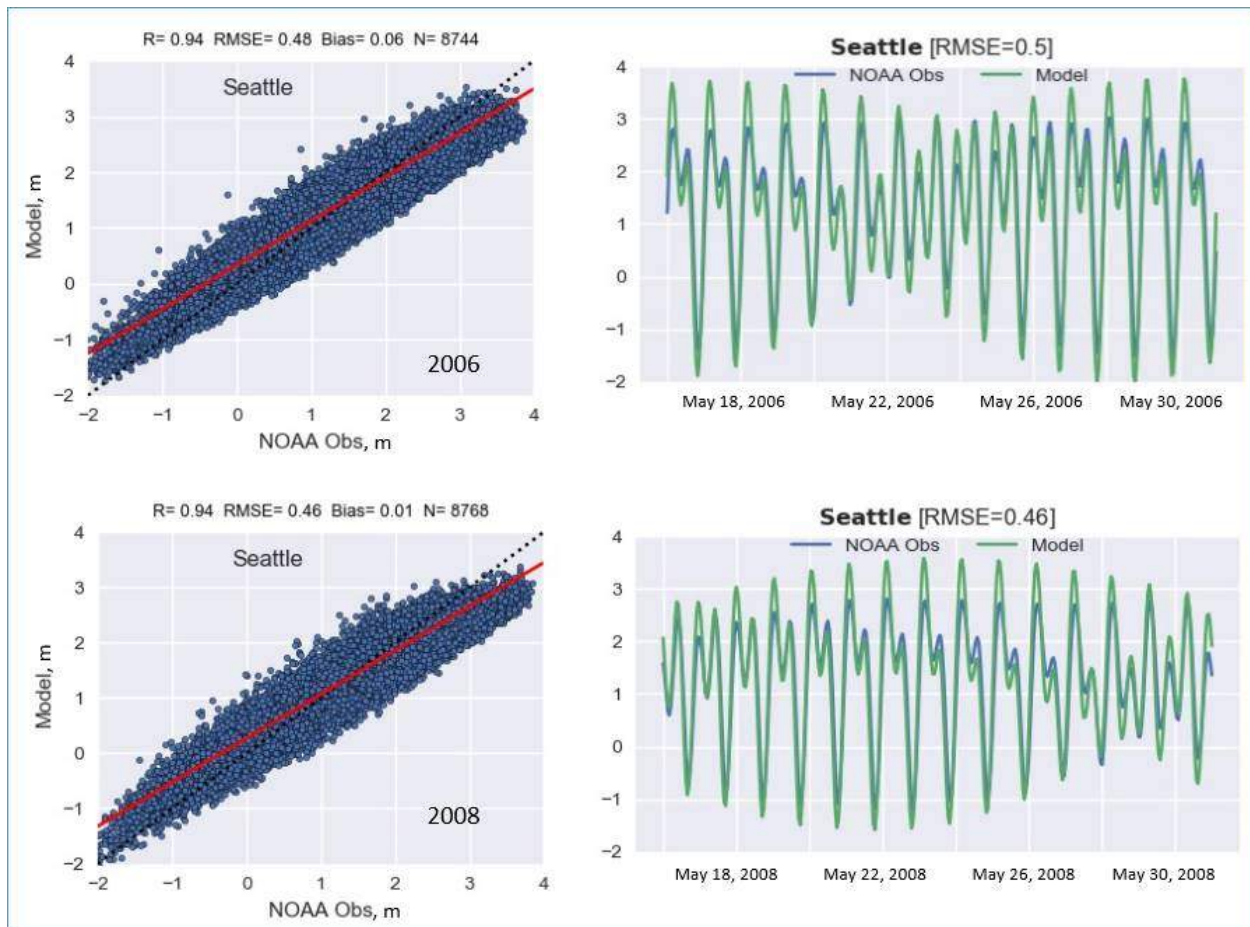 R= 0.94 RMSE= 0.48 Bias= 0.06 N= 8744
Seattle
4
3
2
1
0
−1
−2
Model, m
2006
−2 −1 0 1 2 3 4
NOAA Obs, m
Seattle [RMSE=0.5]
NOAA Obs Model
4
3
2
1
0
−1
−2
May 18, 2006 May 22, 2006 May 26, 2006 May 30, 2006
R= 0.94 RMSE= 0.46 Bias= 0.01 N= 8768
Seattle
4
3
2
1
0
−1
−2
Model, m
2008
−2 −1 0 1 2 3 4
NOAA Obs, m
Seattle [RMSE=0.46]
NOAA Obs Model
4
3
2
1
0
−1
−2
May 18, 2008 May 22, 2008 May 26, 2008 May 30, 2008